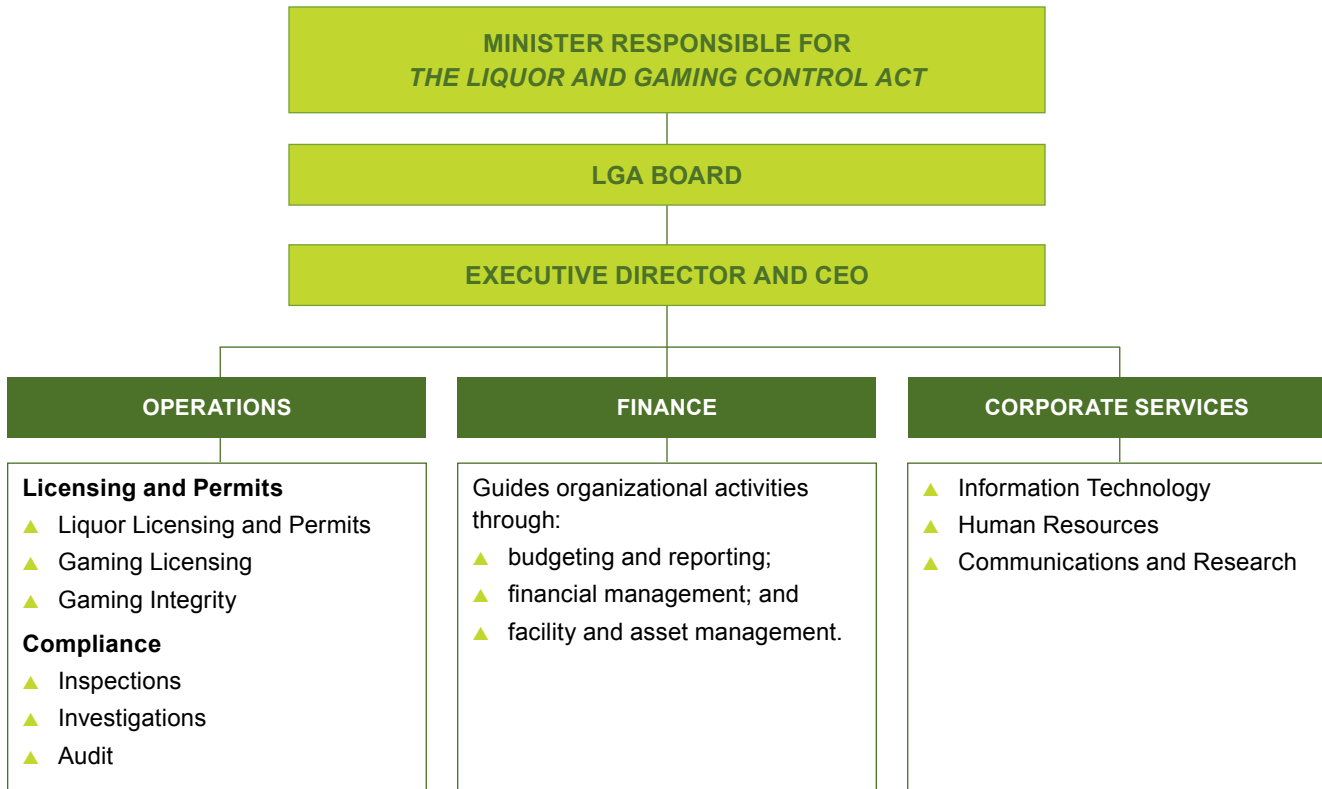 MINISTER RESPONSIBLE FOR
THE LIQUOR AND GAMING CONTROL ACT
LGA BOARD
EXECUTIVE DIRECTOR AND CEO
OPERATIONS
Licensing and Permits
Liquor Licensing and Permits
Gaming Licensing
Gaming Integrity
Compliance
Inspections
Investigations
Audit
FINANCE
Guides organizational activities
through:
budgeting and reporting;
financial management; and
facility and asset management.
CORPORATE SERVICES
Information Technology
Human Resources
Communications and Research